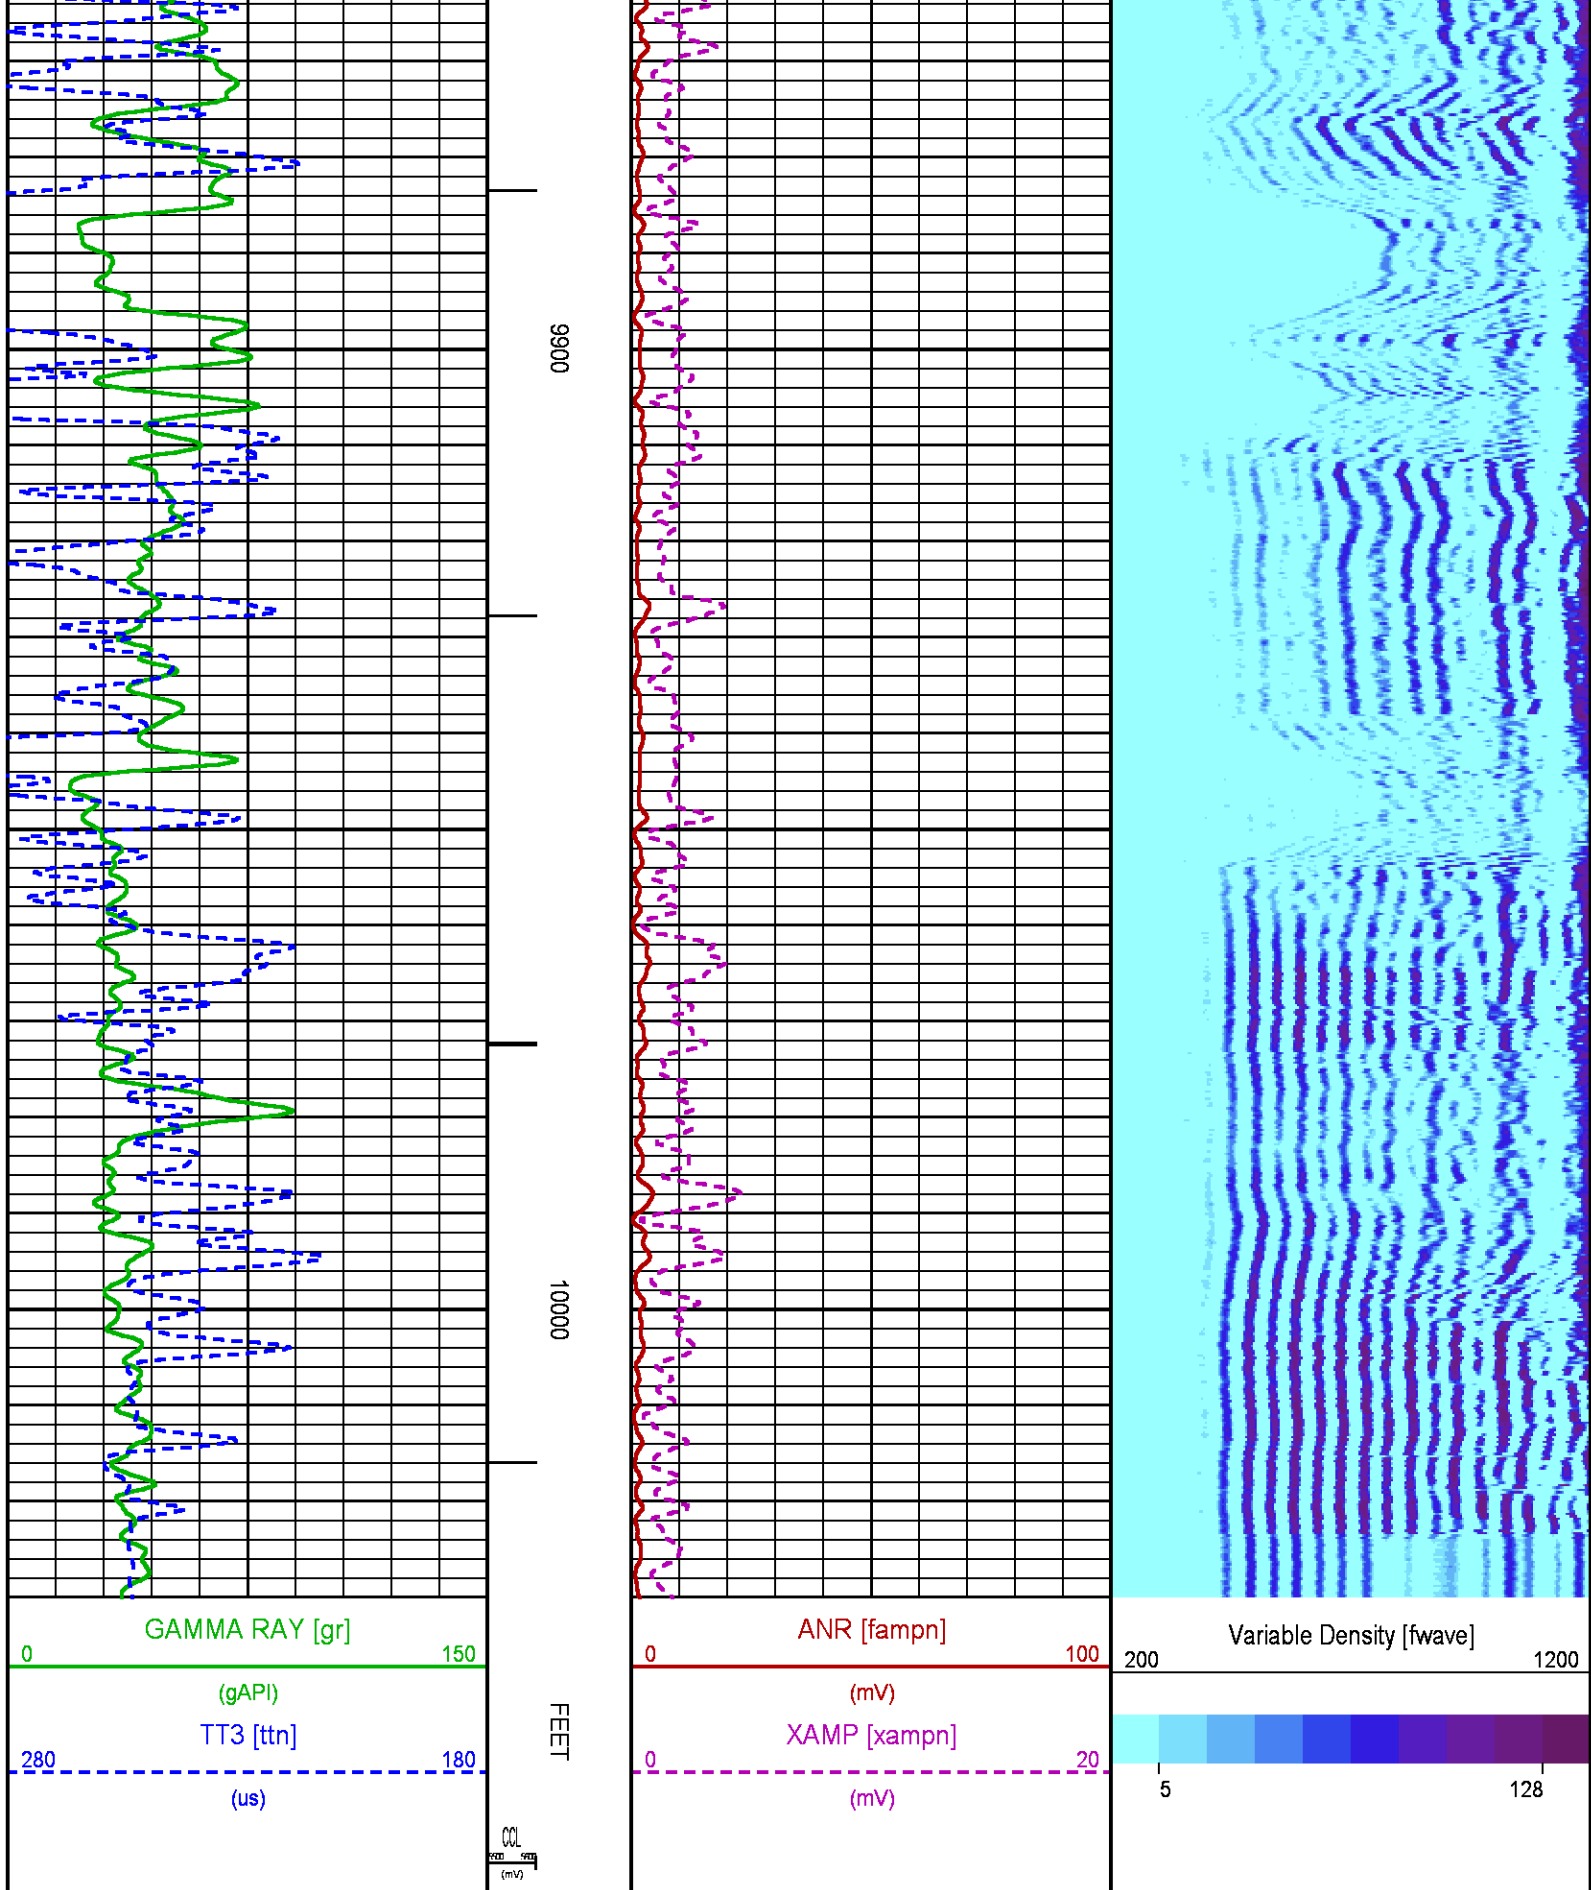 9900
10000
GAMMA RAY [gr]
0 150
(gAPI)
TT3 [ttn]
280 180
(us)
FEET
CCL
(mV)
ANR [fampn]
0 100
(mV)
XAMP [xampn]
0 20
(mV)
Variable Density [fwave]
200 1200
5 128